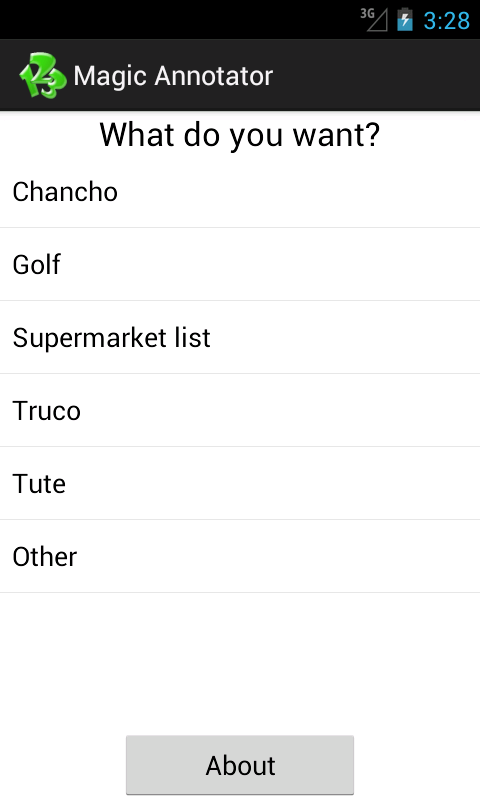 3G 3:28
Magic Annotator
What do you want?
Chancho
Golf
Supermarket list
Truco
Tute
Other
About